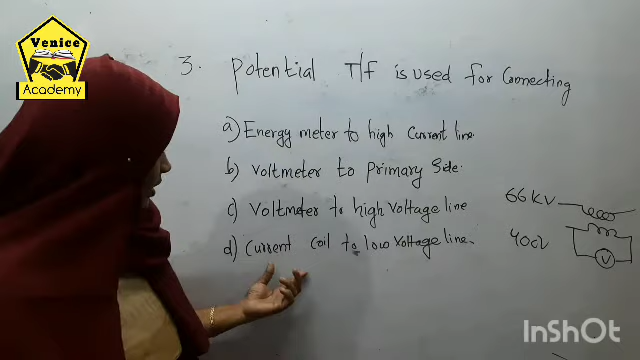 Venice
Academy
3. Potential T/F is used for Connecting
a) Energy meter to high Current line.
b) Voltmeter to primary side.
c) Voltmeter to high voltage line
d) Current coil to low voltage line.
66 KV
400V
V
InShOt